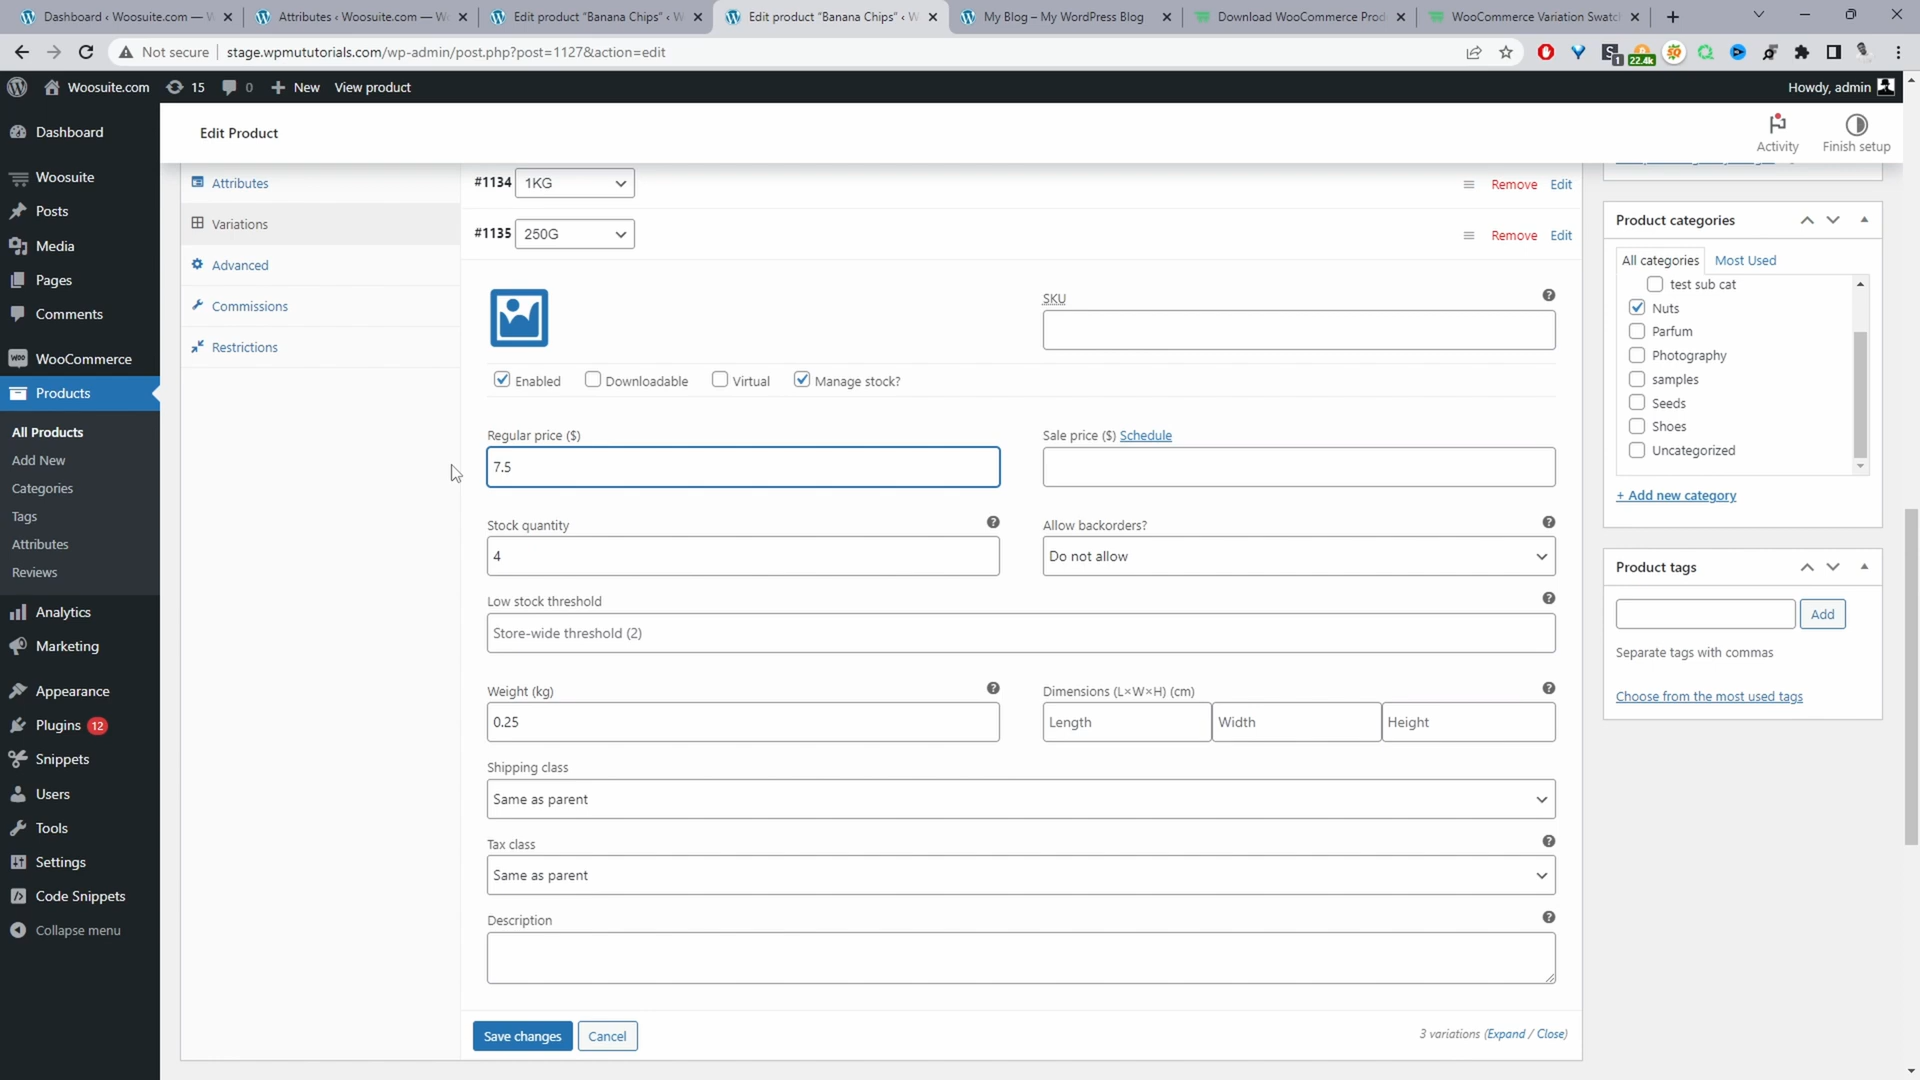 Dashboard ‹ Woosuite.com — W
Attributes ‹ Woosuite.com — Wo
Edit product "Banana Chips" ‹ W
Edit product "Banana Chips" ‹ W
My Blog – My WordPress Blog
Download WooCommerce Prod
WooCommerce Variation Swatc
Not secure
stage.wpmututorials.com/wp-admin/post.php?post=1127&action=edit
1
22.4k
Woosuite.com
15
0
New
View product
Howdy, admin
Edit Product
Activity
Finish setup
Dashboard
Woosuite
Posts
Media
Pages
Comments
WooCommerce
Products
All Products
Add New
Categories
Tags
Attributes
Reviews
Analytics
Marketing
Appearance
Plugins 12
Snippets
Users
Tools
Settings
Code Snippets
Collapse menu
Attributes
Variations
Advanced
Commissions
Restrictions
#1134 1KG
Remove Edit
#1135 250G
Remove Edit
SKU
Enabled
Downloadable
Virtual
Manage stock?
Regular price ($)
7.5
Sale price ($) Schedule
Stock quantity
4
Allow backorders?
Do not allow
Low stock threshold
Store-wide threshold (2)
Weight (kg)
0.25
Dimensions (L×W×H) (cm)
Length
Width
Height
Shipping class
Same as parent
Tax class
Same as parent
Description
Save changes
Cancel
3 variations (Expand / Close)
Product categories
All categories
Most Used
test sub cat
Nuts
Parfum
Photography
samples
Seeds
Shoes
Uncategorized
+ Add new category
Product tags
Add
Separate tags with commas
Choose from the most used tags